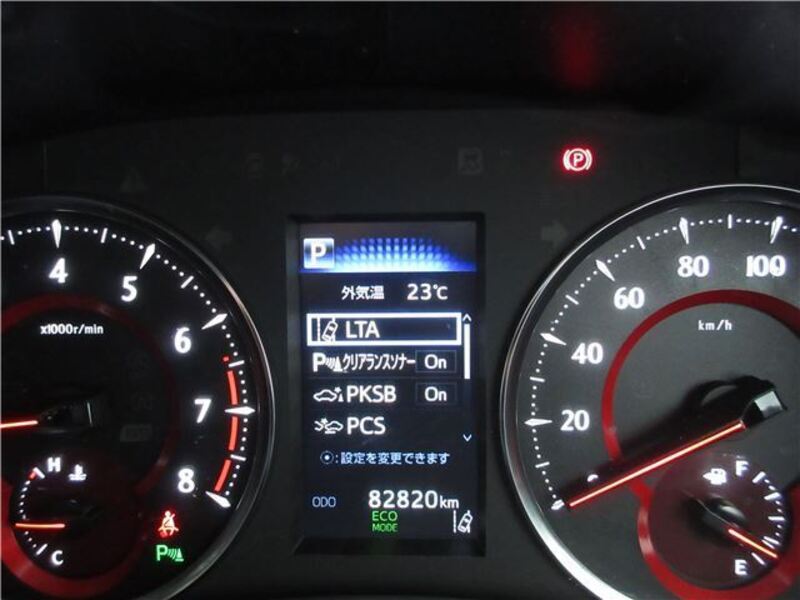 P
P
外気温 23℃
LTA
P クリアランスソナー On
PKSB On
PCS
:設定を変更できます
ODO 82820km
ECO
MODE
4
5
6
7
8
x1000r/min
H
C
P
20
40
60
80
100
km/h
F
E